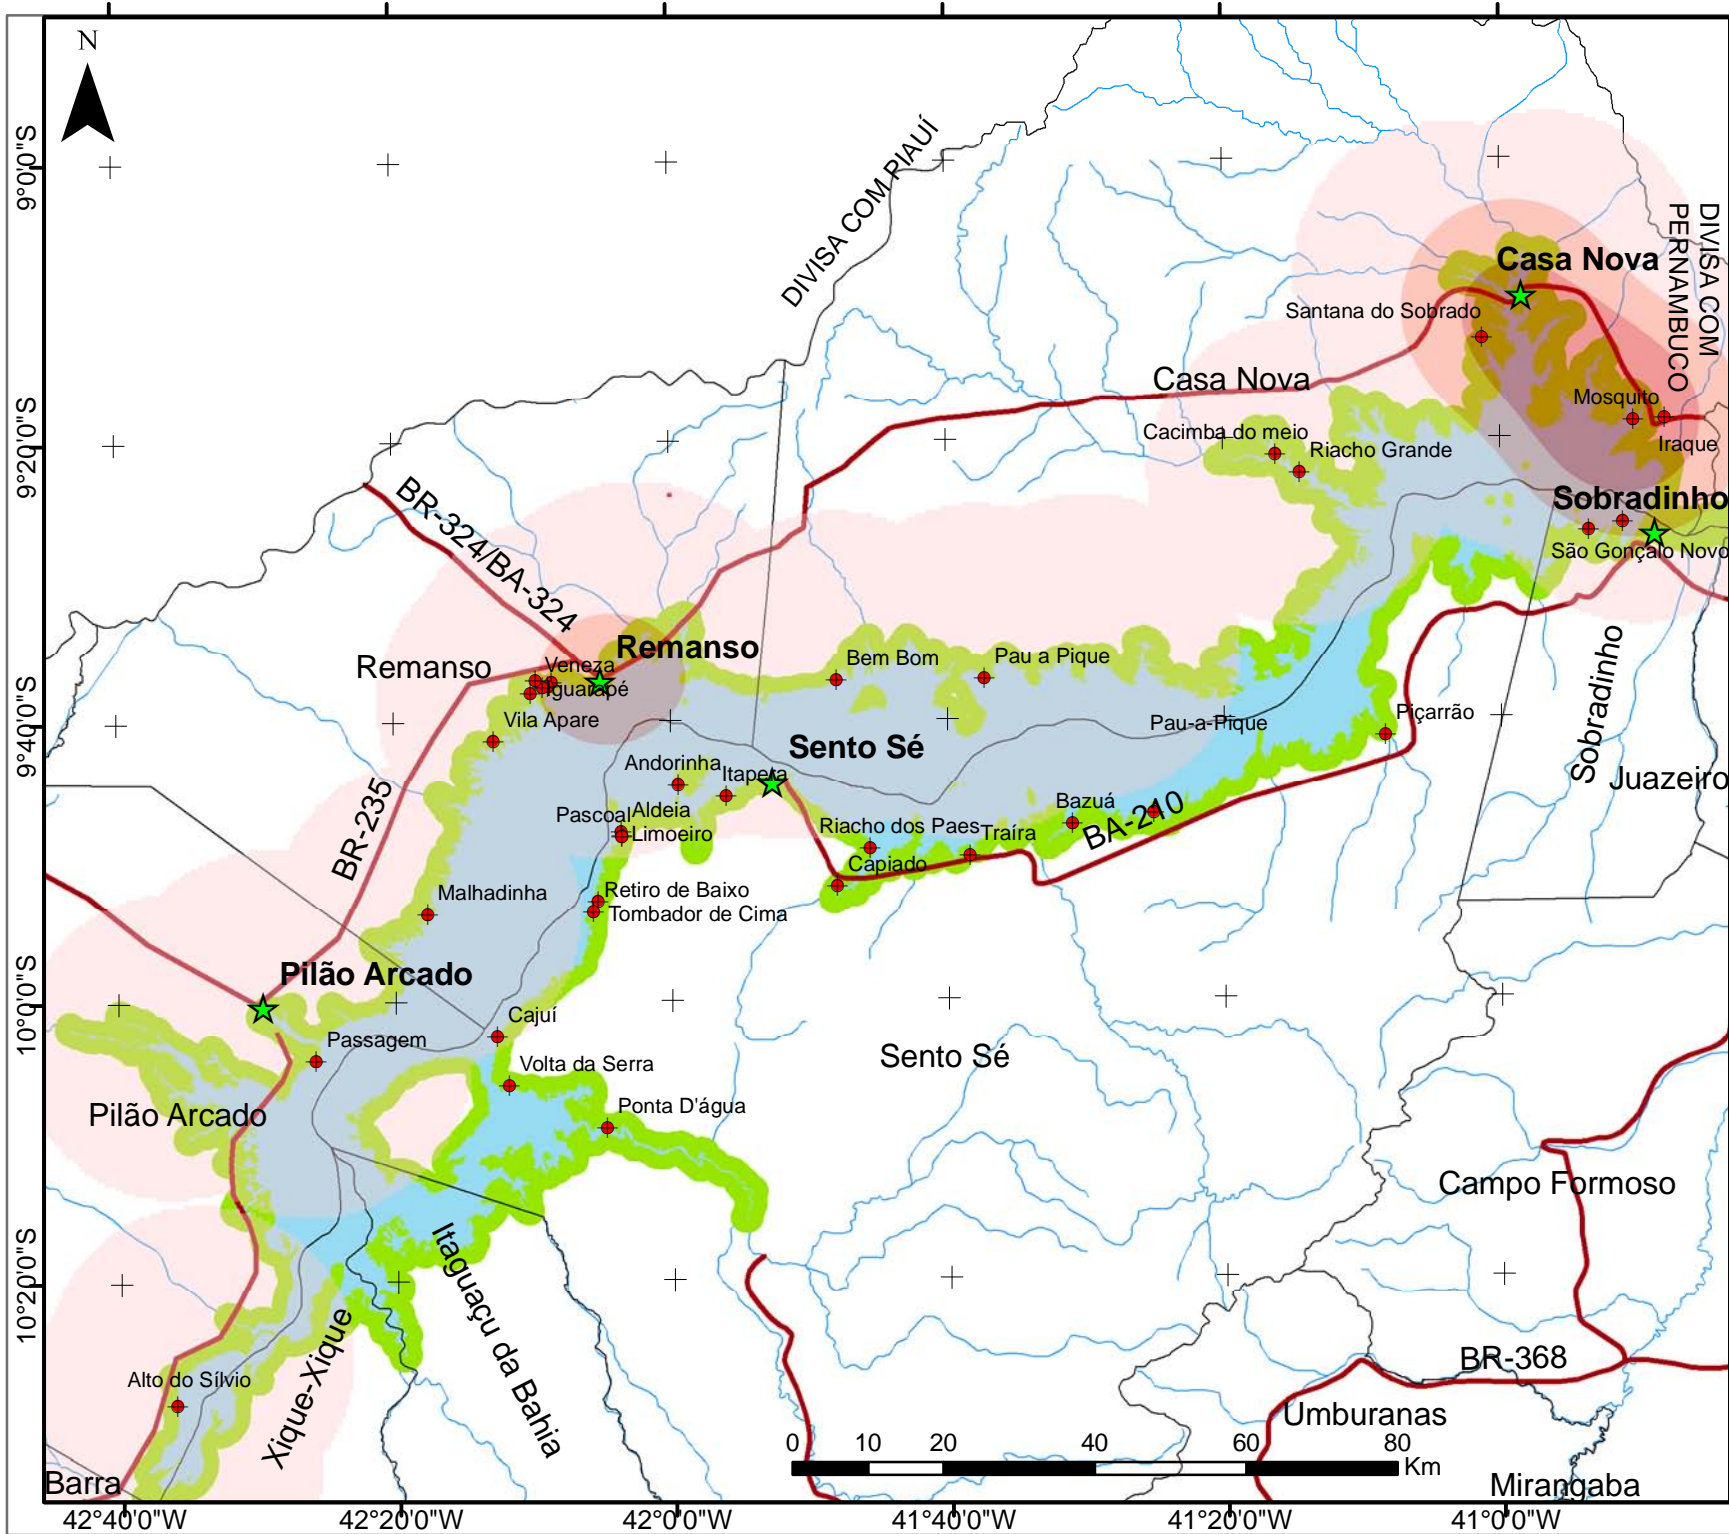 N
9°0'0"S
9°20'0"S
9°40'0"S
10°0'0"S
10°20'0"S
DIVISA COM PIAUÍ
DIVISA COM
PERNAMBUCO
Casa Nova
Santana do Sobrado
Casa Nova
Mosquito
Iraque
Cacimba do meio
Riacho Grande
Sobradinho
São Gonçalo Novo
BR-324/BA-324
Remanso
Remanso
Veneza
Iguarapé
Vila Apare
Bem Bom
Pau a Pique
Pau-a-Pique
Piçarrão
Sobradinho
Juazeiro
Sento Sé
Andorinha
Itapera
Pascoal
Aldeia
Limoeiro
Riacho dos Paes
Traíra
Bazuá
BA-210
Capiado
BR-235
Malhadinha
Retiro de Baixo
Tombador de Cima
Pilão Arcado
Passagem
Cajuí
Volta da Serra
Sento Sé
Pilão Arcado
Ponta D'água
Campo Formoso
Itaguaçu da Bahia
Xique-Xique
Alto do Sílvio
BR-368
Umburanas
Barra
Mirangaba
0 10 20 40 60 80
Km
42°40'0"W 42°20'0"W 42°0'0"W 41°40'0"W 41°20'0"W 41°0'0"W